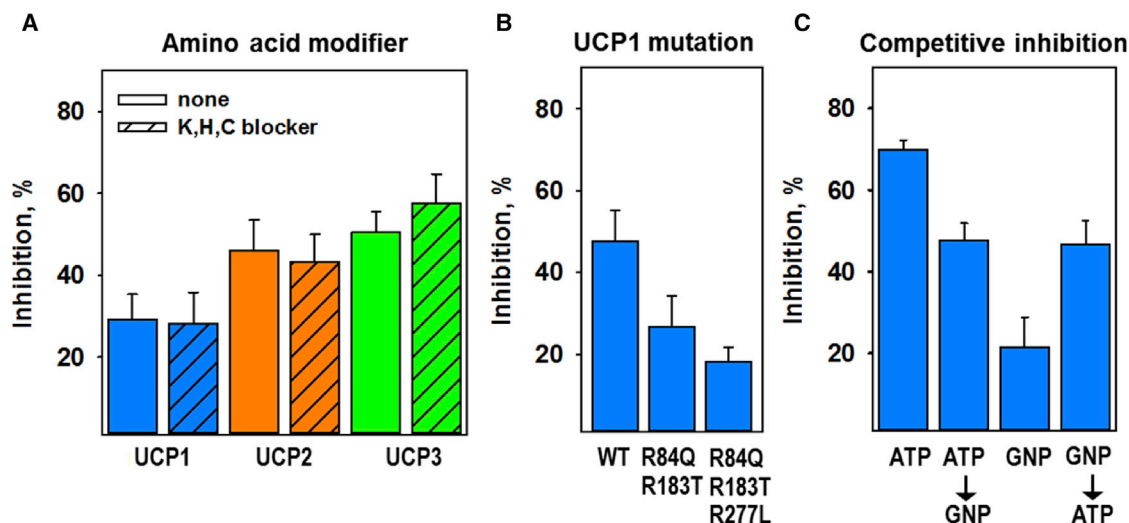 A
Amino acid modifier
Inhibition, %
80
60
40
20
none
K,H,C blocker
UCP1
UCP2
UCP3
B
UCP1 mutation
Inhibition, %
80
60
40
20
WT
R84Q
R183T
R84Q
R183T
R277L
C
Competitive inhibition
Inhibition, %
80
60
40
20
ATP
ATP
GNP
GNP
GNP
ATP